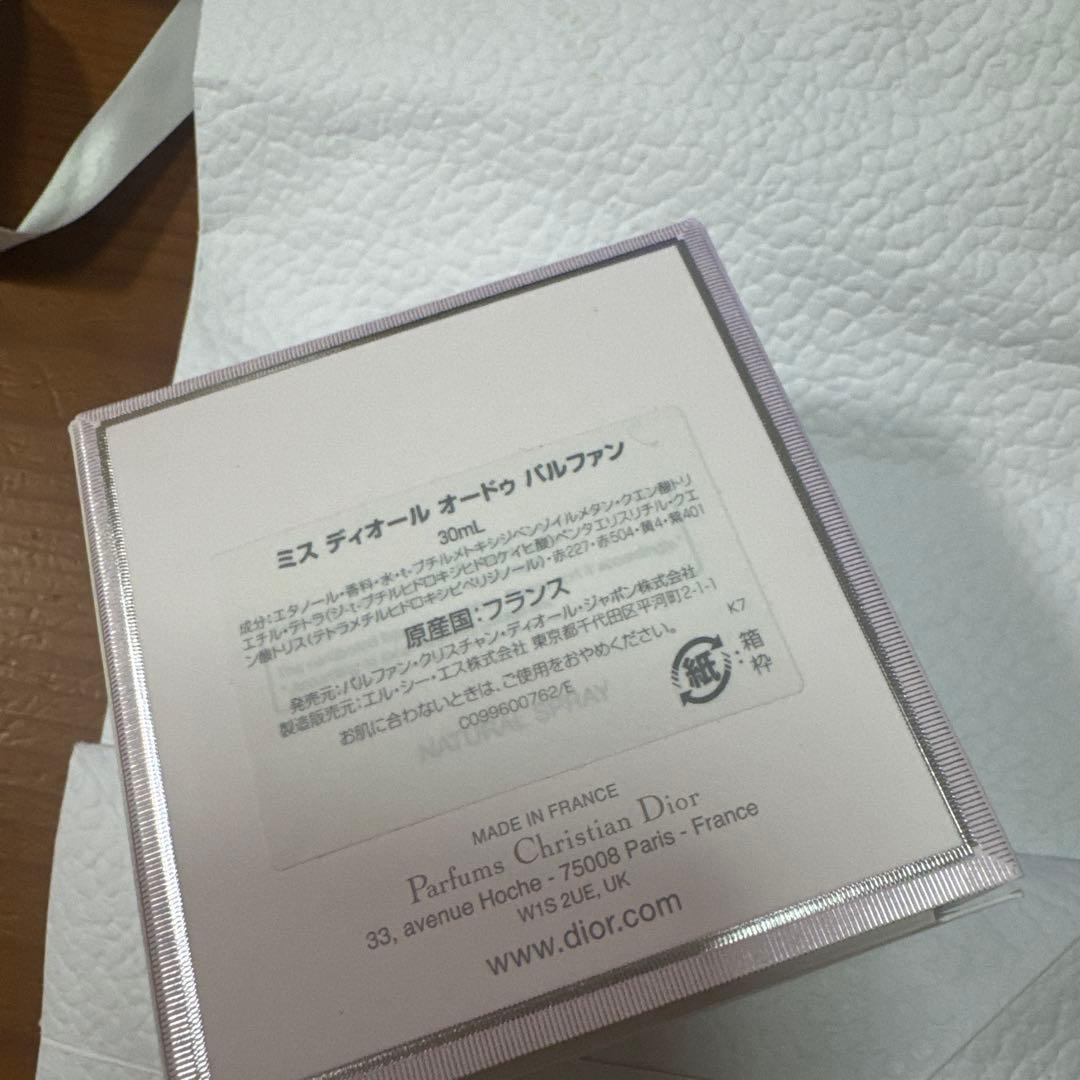 ミス ディオール オードゥ パルファン
30mL
成分:エタノール・香料・水・t-ブチルメトキシジベンゾイルメタン・クエン酸トリ
エチル・テトラ(ジ-t-ブチルヒドロキシヒドロケイヒ酸)ペンタエリスリチル・クエ
ン酸トリス(テトラメチルヒドロキシピペリジノール)・赤227・赤504・黄4・紫401
原産国:フランス
発売元:パルファン・クリスチャン・ディオール・ジャポン株式会社
製造販売元:エル・シー・エス株式会社 東京都千代田区平河町2-1-1
お肌に合わないときは、ご使用をおやめください。
K7
C099600762/E
紙:箱
枠
NATURAL SPRAY
MADE IN FRANCE
Parfums Christian Dior
33, avenue Hoche - 75008 Paris - France
W1S 2UE, UK
www.dior.com